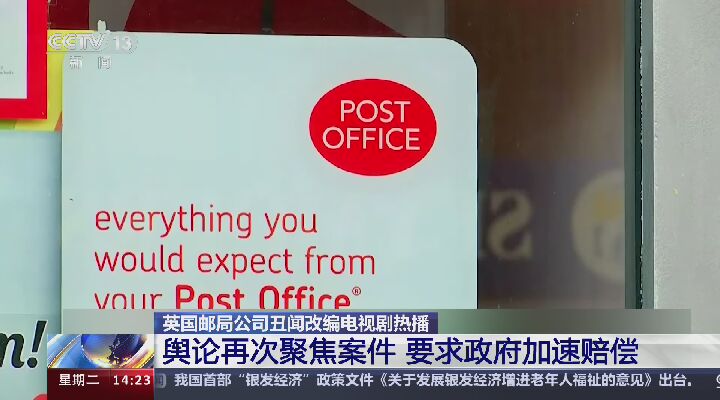 CCTV 13
新闻
POST
OFFICE
everything you
would expect from
your Post Office®
m!
英国邮局公司丑闻改编电视剧热播
舆论再次聚焦案件 要求政府加速赔偿
星期二 14:23 我国首部“银发经济”政策文件《关于发展银发经济增进老年人福祉的意见》出台。